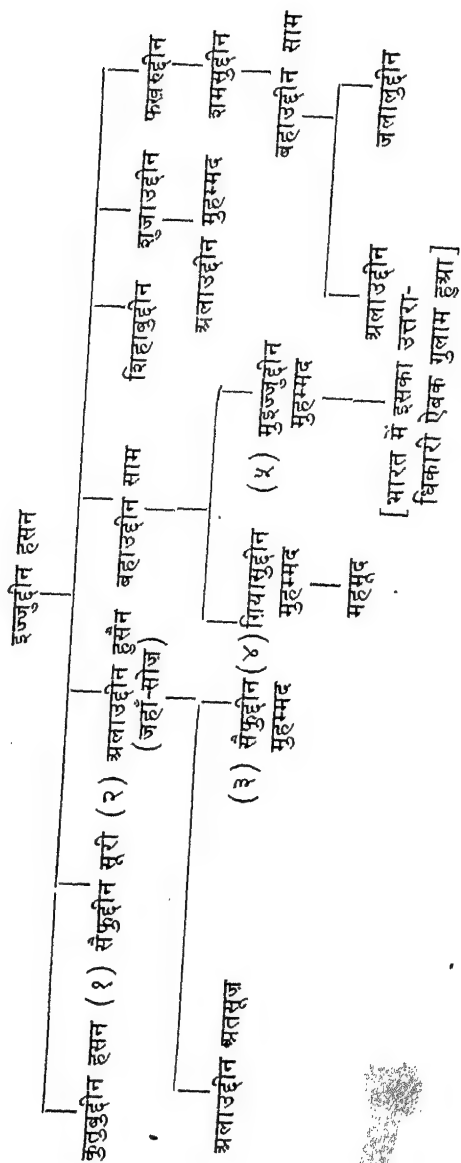 इज्जुद्दीन हसन
कुतुबुद्दीन हसन (१) सैफुद्दीन सूरी (२) अलाउद्दीन हुसैन बहाउद्दीन साम शिहाबुद्दीन शुजाउद्दीन फखरुद्दीन
(जहाँ-सोज़)
अलाउद्दीन मुहम्मद शमसुद्दीन
बहाउद्दीन साम
अलाउद्दीन अतसूज़ (३) सैफुद्दीन (४) ग़ियासुद्दीन (५) मुइज्जुद्दीन
मुहम्मद मुहम्मद मुहम्मद
अलाउद्दीन जलालुद्दीन
महमूद
[ भारत में इसका उत्तरा-
धिकारी ऐबक गुलाम हुआ ]